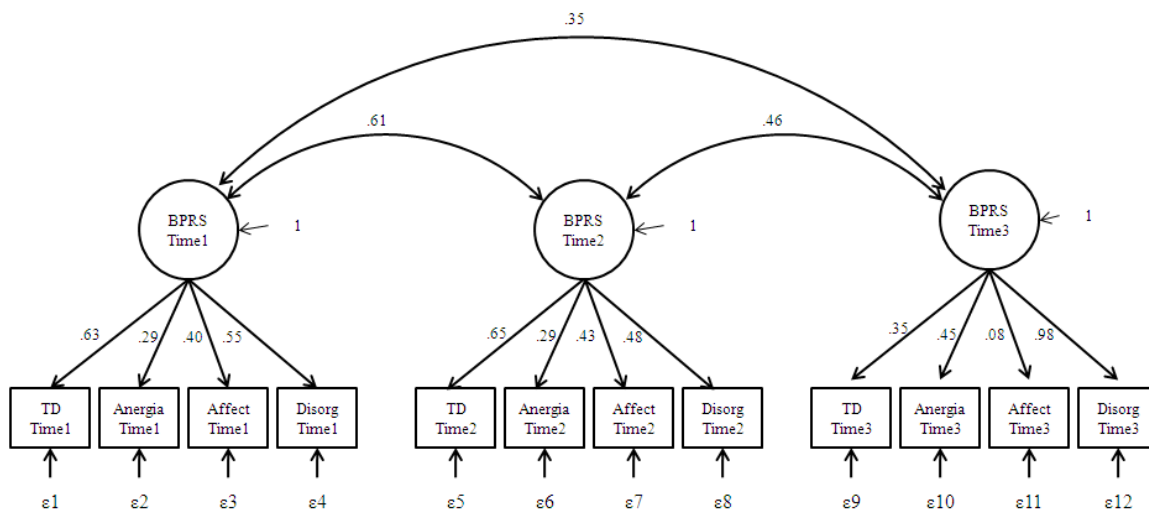 .35
.61
.46
BPRS
Time1
1
BPRS
Time2
1
BPRS
Time3
1
.63
.29
.40
.55
.65
.29
.43
.48
.35
.45
.08
.98
TD
Time1
Anergia
Time1
Affect
Time1
Disorg
Time1
TD
Time2
Anergia
Time2
Affect
Time2
Disorg
Time2
TD
Time3
Anergia
Time3
Affect
Time3
Disorg
Time3
ε1
ε2
ε3
ε4
ε5
ε6
ε7
ε8
ε9
ε10
ε11
ε12